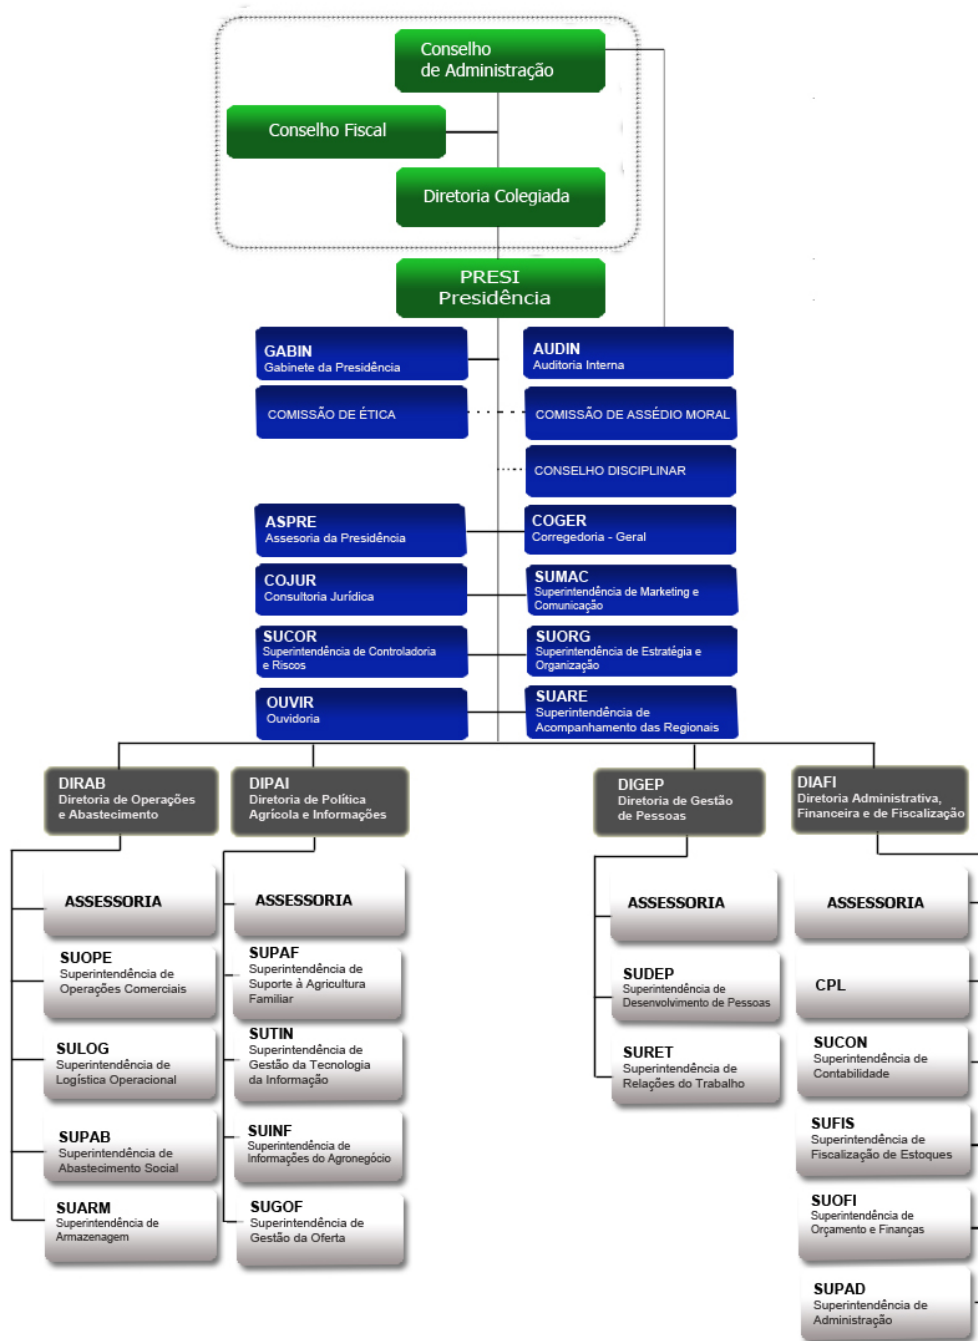 Conselho
de Administração
Conselho Fiscal
Diretoria Colegiada
PRESI
Presidência
GABIN
Gabinete da Presidência
AUDIN
Auditoria Interna
COMISSÃO DE ÉTICA
COMISSÃO DE ASSÉDIO MORAL
CONSELHO DISCIPLINAR
ASPRE
Assesoria da Presidência
COGER
Corregedoria - Geral
COJUR
Consultoria Jurídica
SUMAC
Superintendência de Marketing e
Comunicação
SUCOR
Superintendência de Controladoria
e Riscos
SUORG
Superintendência de Estratégia e
Organização
OUVIR
Ouvidoria
SUARE
Superintendência de
Acompanhamento das Regionais
DIRAB
Diretoria de Operações
e Abastecimento
ASSESSORIA
SUOPE
Superintendência de
Operações Comerciais
SULOG
Superintendência de
Logística Operacional
SUPAB
Superintendência de
Abastecimento Social
SUARM
Superintendência de
Armazenagem
DIPAI
Diretoria de Política
Agrícola e Informações
ASSESSORIA
SUPAF
Superintendência de
Suporte à Agricultura
Familiar
SUTIN
Superintendência de
Gestão da Tecnologia
da Informação
SUINF
Superintendência de
Informações do Agronegócio
SUGOF
Superintendência de
Gestão da Oferta
DIGEP
Diretoria de Gestão
de Pessoas
ASSESSORIA
SUDEP
Superintendência de
Desenvolvimento de Pessoas
SURET
Superintendência de
Relações do Trabalho
DIAFI
Diretoria Administrativa,
Financeira e de Fiscalização
ASSESSORIA
CPL
SUCON
Superintendência de
Contabilidade
SUFIS
Superintendência de
Fiscalização de Estoques
SUOFI
Superintendência de
Orçamento e Finanças
SUPAD
Superintendência de
Administração